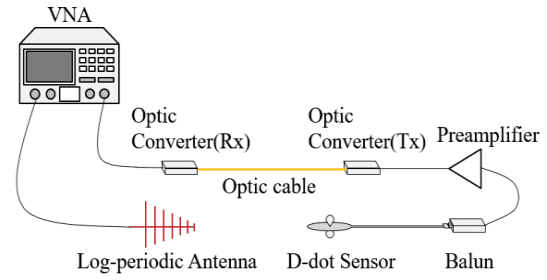 VNA
Optic
Converter(Rx)
Optic
Converter(Tx)
Preamplifier
Optic cable
Log-periodic Antenna
D-dot Sensor
Balun